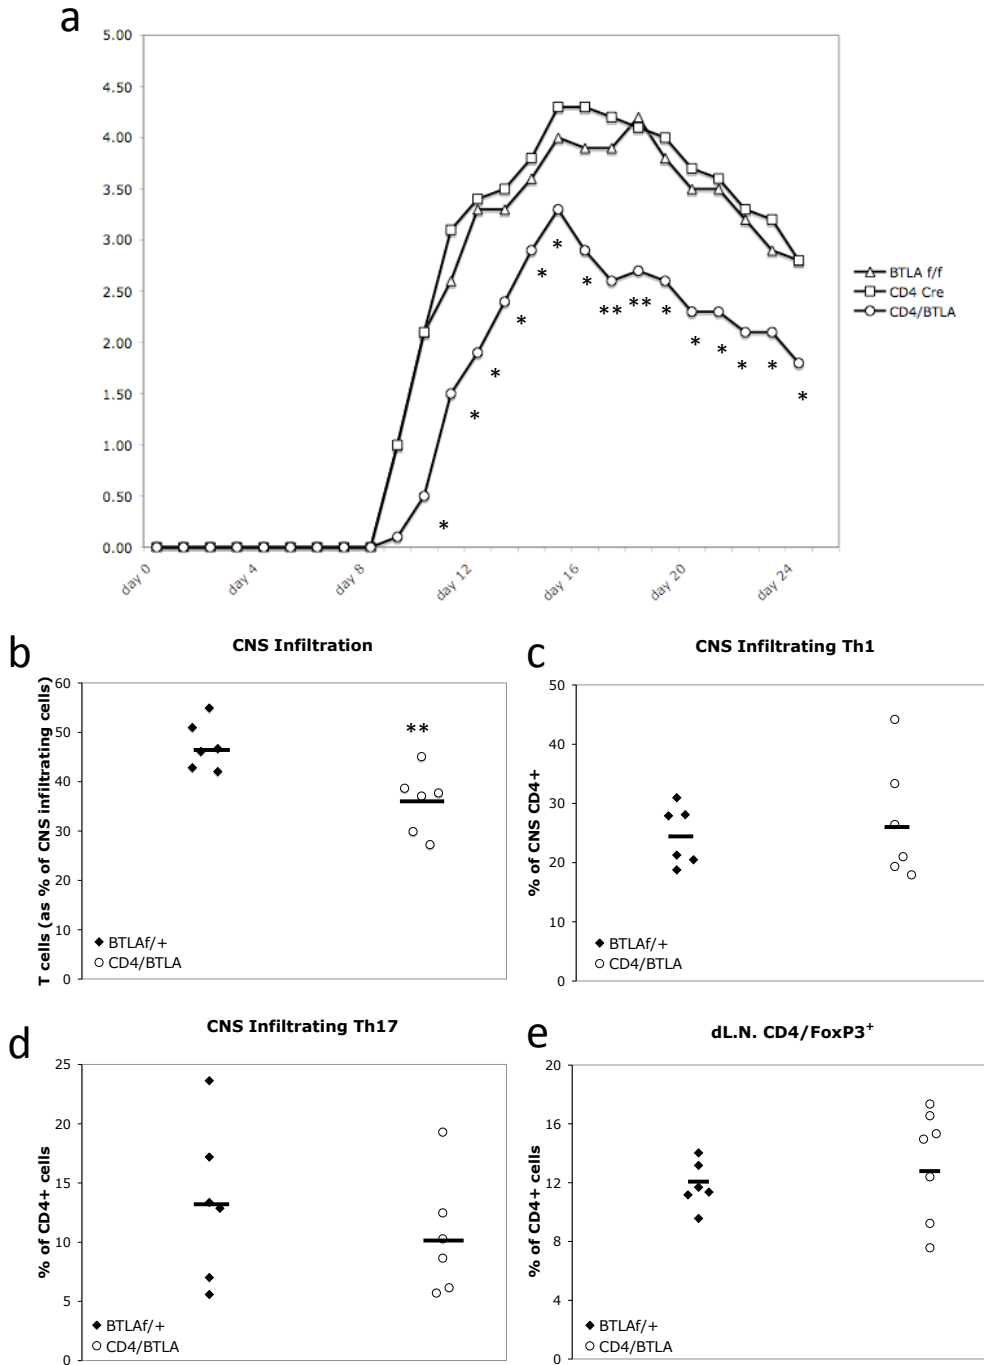 a
5.00
4.50
4.00
3.50
3.00
2.50
2.00
1.50
1.00
0.50
0.00
day 0
day 4
day 8
day 12
day 16
day 20
day 24
BTLA f/f
CD4 Cre
CD4/BTLA
*
*
*
*
*
*
*
**
**
*
*
*
*
*
*
b
CNS Infiltration
T cells (as % of CNS infiltrating cells)
60
50
40
30
20
10
0
**
BTLAf/+
CD4/BTLA
c
CNS Infiltrating Th1
% of CNS CD4+
50
40
30
20
10
0
BTLAf/+
CD4/BTLA
d
CNS Infiltrating Th17
% of CD4+ cells
25
20
15
10
5
0
BTLAf/+
CD4/BTLA
e
dL.N. CD4/FoxP3⁺
% of CD4+ cells
20
16
12
8
4
0
BTLAf/+
CD4/BTLA